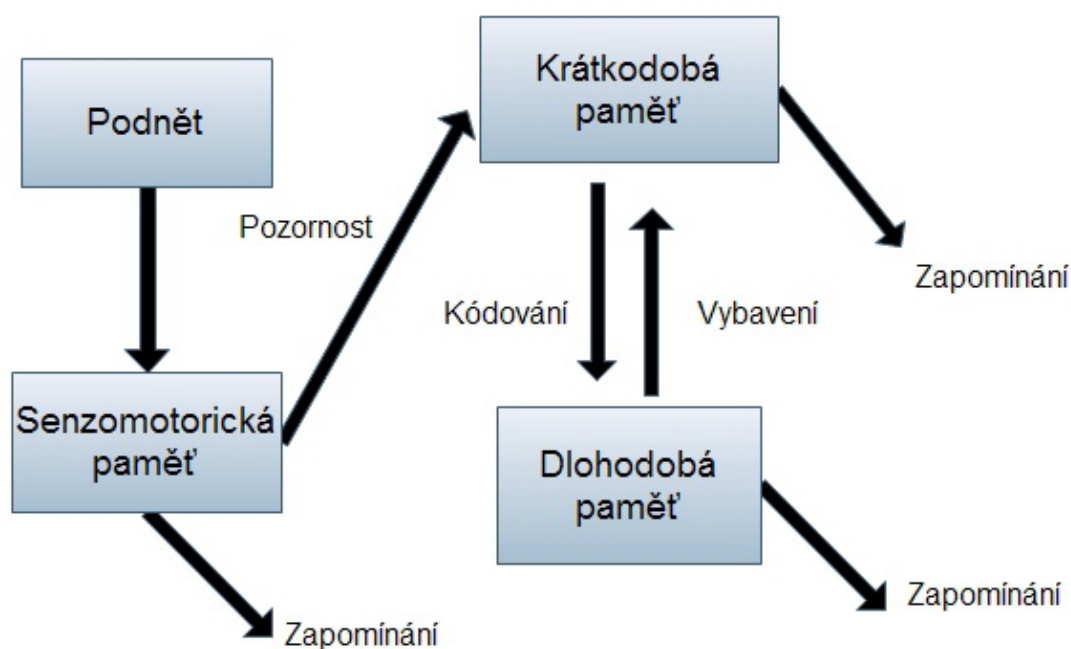 Podnět
Krátkodobá
paměť
Pozornost
Zapomínání
Kódování
Vybavení
Senzomotorická
paměť
Dlohodobá
paměť
Zapomínání
Zapomínání